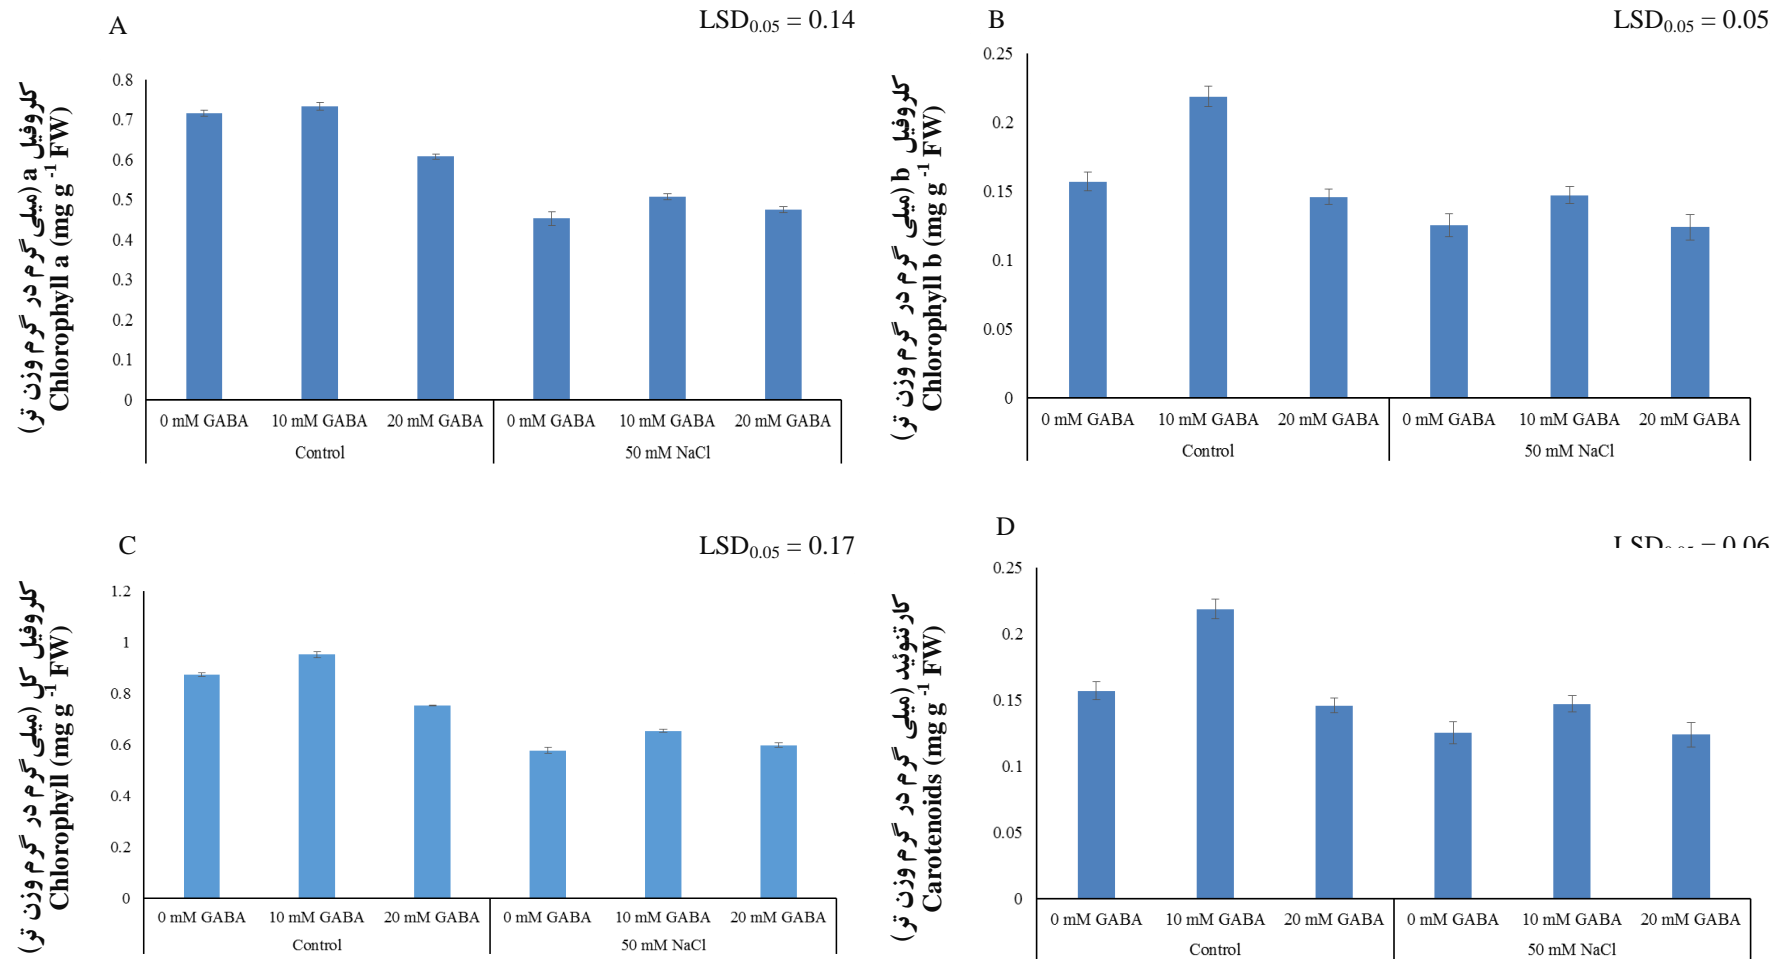 A
LSD0.05 = 0.14
کلروفیل a (میلی گرم در گرم وزن تر)
Chlorophyll a (mg g -1 FW)
0.8
0.7
0.6
0.5
0.4
0.3
0.2
0.1
0
0 mM GABA 10 mM GABA 20 mM GABA 0 mM GABA 10 mM GABA 20 mM GABA
Control 50 mM NaCl
B
LSD0.05 = 0.05
کلروفیل b (میلی گرم در گرم وزن تر)
Chlorophyll b (mg g -1 FW)
0.25
0.2
0.15
0.1
0.05
0
0 mM GABA 10 mM GABA 20 mM GABA 0 mM GABA 10 mM GABA 20 mM GABA
Control 50 mM NaCl
C
LSD0.05 = 0.17
کلروفیل کل (میلی گرم در گرم وزن تر)
Chlorophyll (mg g -1 FW)
1.2
1
0.8
0.6
0.4
0.2
0
0 mM GABA 10 mM GABA 20 mM GABA 0 mM GABA 10 mM GABA 20 mM GABA
Control 50 mM NaCl
D
LSD0.05 = 0.06
کارتنوئید (میلی گرم در گرم وزن تر)
Carotenoids (mg g -1 FW)
0.25
0.2
0.15
0.1
0.05
0
0 mM GABA 10 mM GABA 20 mM GABA 0 mM GABA 10 mM GABA 20 mM GABA
Control 50 mM NaCl